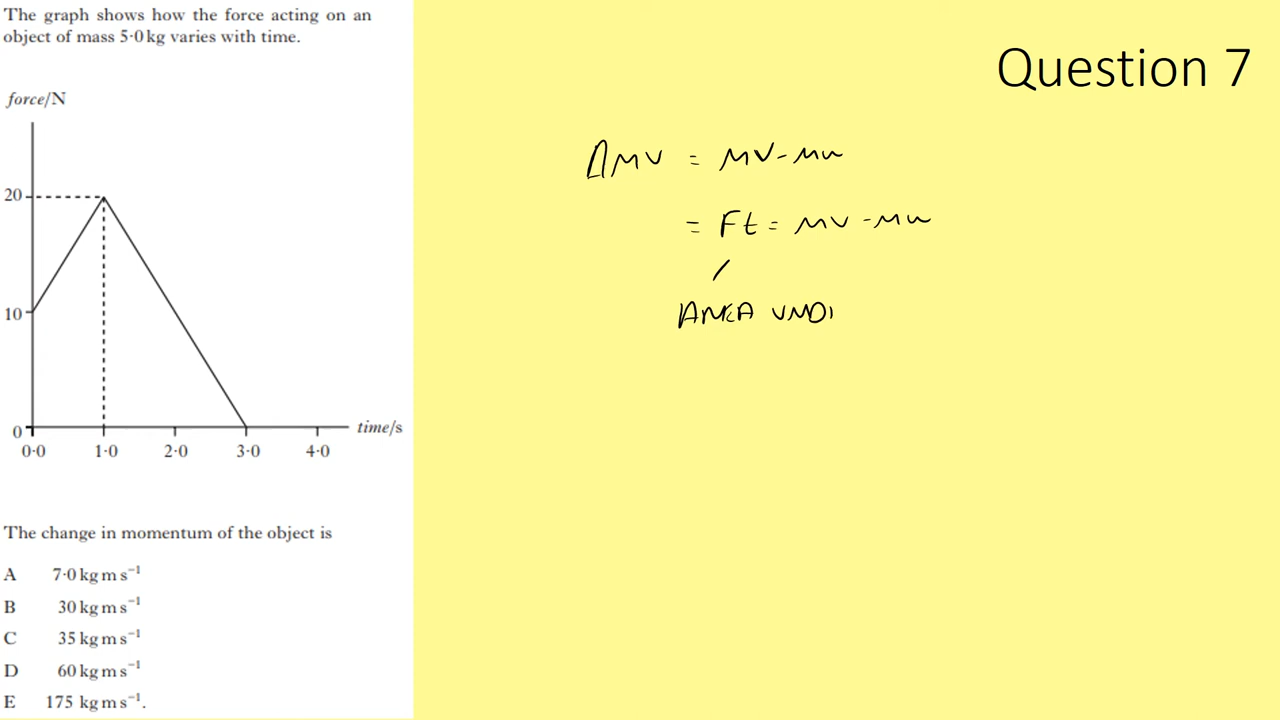 The graph shows how the force acting on an
object of mass 5·0 kg varies with time.
Question 7
force/N
20
10
0
0·0 1·0 2·0 3·0 4·0
time/s
ΔMV = MV - Mu
= Ft = MV - Mu
AREA UND
The change in momentum of the object is
A 7·0 kg m s⁻¹
B 30 kg m s⁻¹
C 35 kg m s⁻¹
D 60 kg m s⁻¹
E 175 kg m s⁻¹.